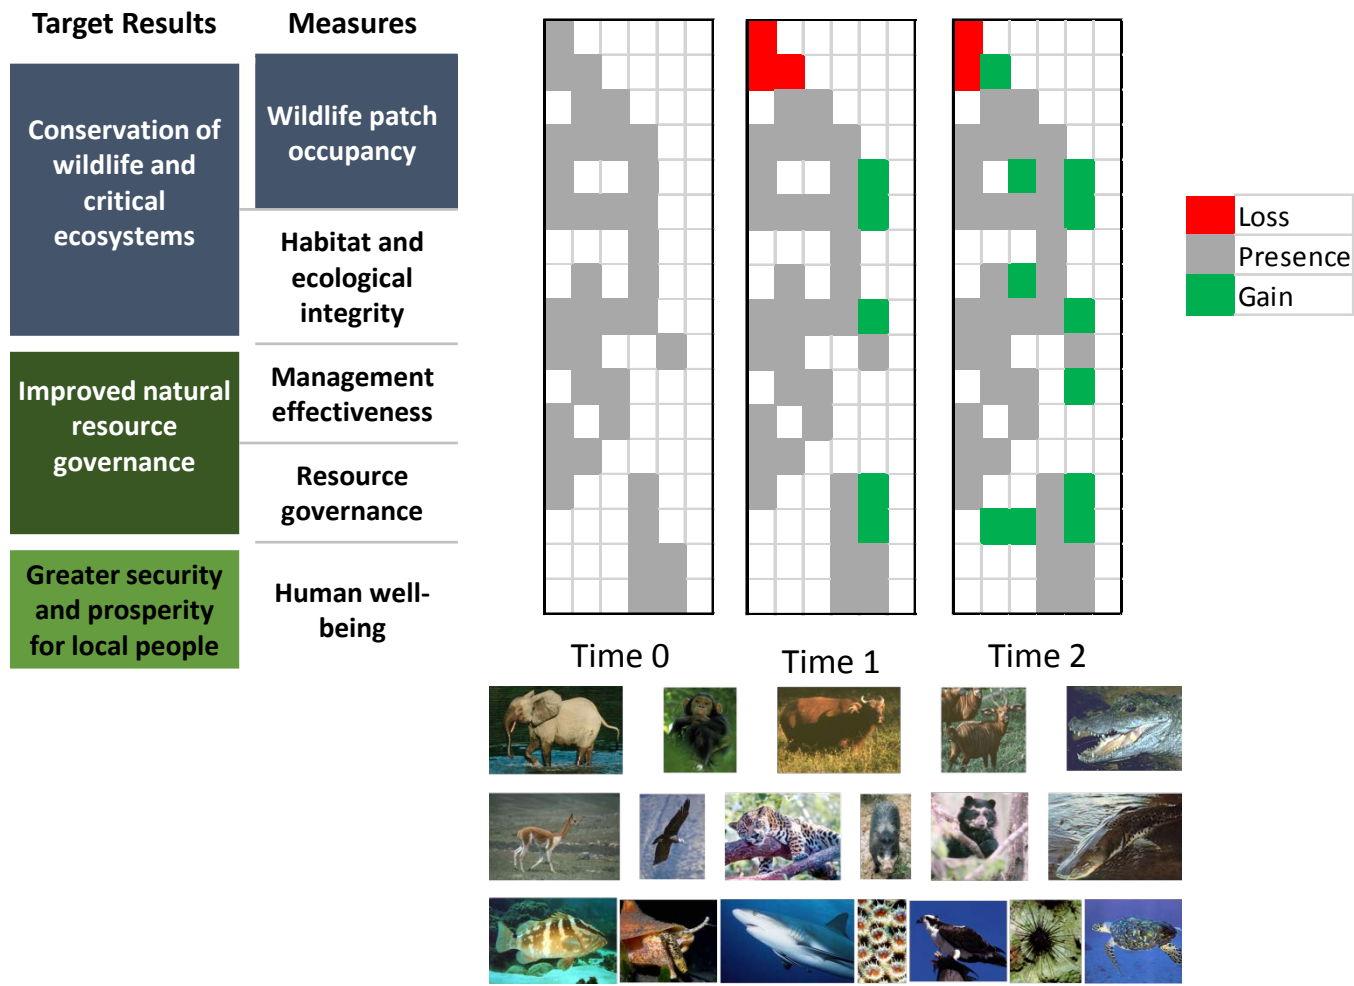 Target Results
Measures
Conservation of
wildlife and
critical
ecosystems
Wildlife patch
occupancy
Habitat and
ecological
integrity
Improved natural
resource
governance
Management
effectiveness
Resource
governance
Greater security
and prosperity
for local people
Human well-
being
Loss
Presence
Gain
Time 0
Time 1
Time 2